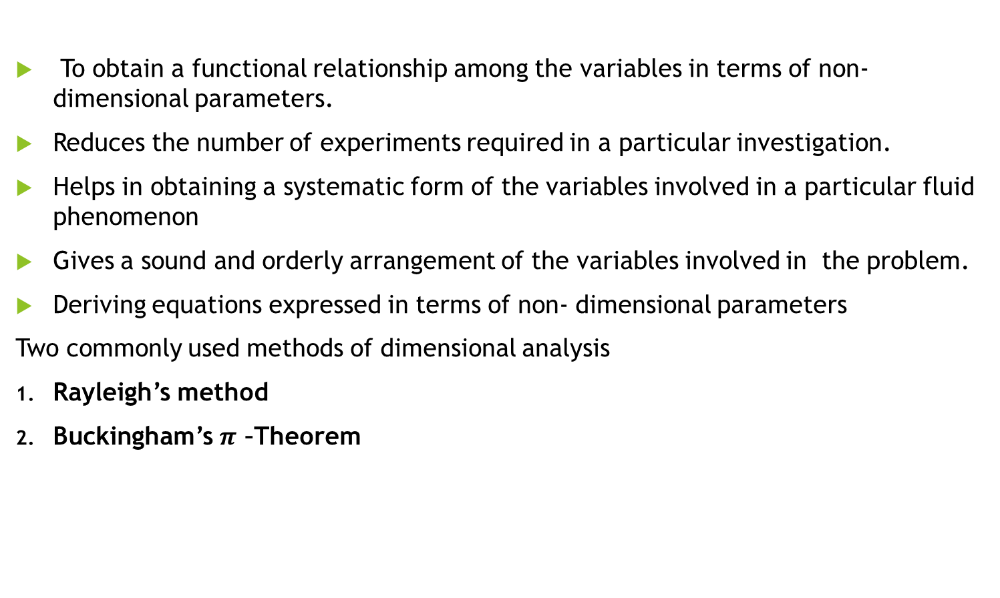 To obtain a functional relationship among the variables in terms of non-
dimensional parameters.
Reduces the number of experiments required in a particular investigation.
Helps in obtaining a systematic form of the variables involved in a particular fluid
phenomenon
Gives a sound and orderly arrangement of the variables involved in  the problem.
Deriving equations expressed in terms of non- dimensional parameters
Two commonly used methods of dimensional analysis
1. Rayleigh’s method
2. Buckingham’s π –Theorem